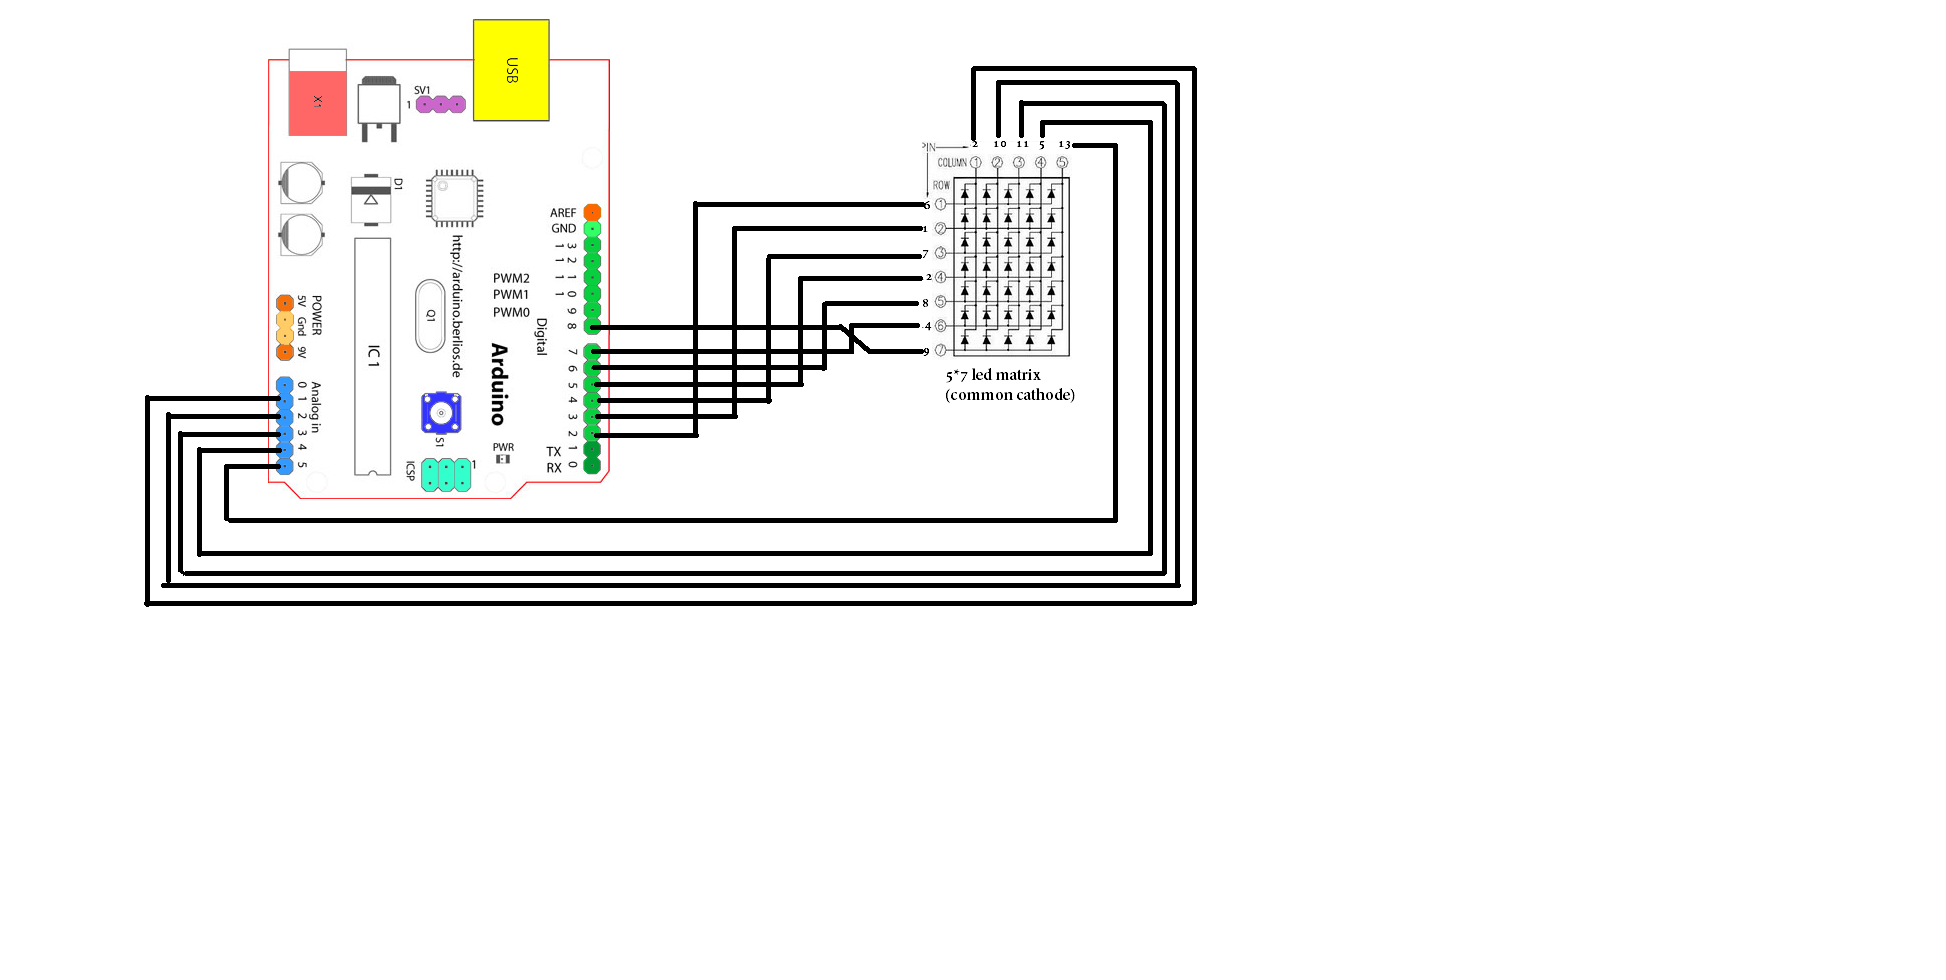 USB
X1
SV1
1
D1
AREF
GND
13
12
PWM2 11
PWM1 10
PWM0 9
8
Digital
7
6
5
4
3
2
TX 1
RX 0
http://arduino.berlios.de
Arduino
Q1
IC1
POWER
5V
Gnd
9V
Analog in
0
1
2
3
4
5
S1
PWR
ICSP
1
2 10 11 5 13
COLUMN 1 2 3 4 5
ROW
6 1
1 2
7 3
2 4
8 5
4 6
9 7
5*7 led matrix
(common cathode)